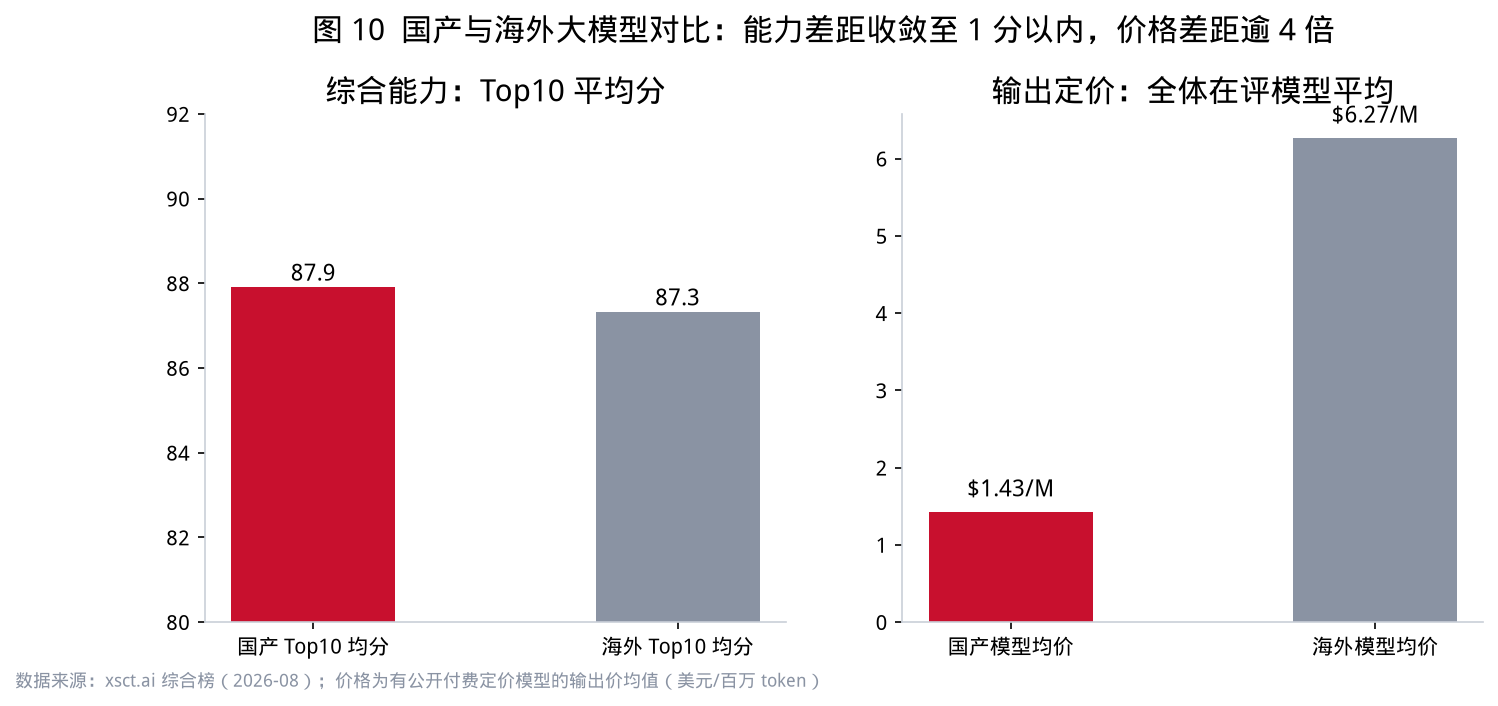 图 10 国产与海外大模型对比：能力差距收敛至 1 分以内，价格差距逾 4 倍
综合能力：Top10 平均分
92
90
88
86
84
82
80
87.9
87.3
国产 Top10 均分
海外 Top10 均分
输出定价：全体在评模型平均
6
5
4
3
2
1
0
$1.43/M
$6.27/M
国产模型均价
海外模型均价
数据来源：xsct.ai 综合榜（2026-08）；价格为有公开付费定价模型的输出价均值（美元/百万 token）